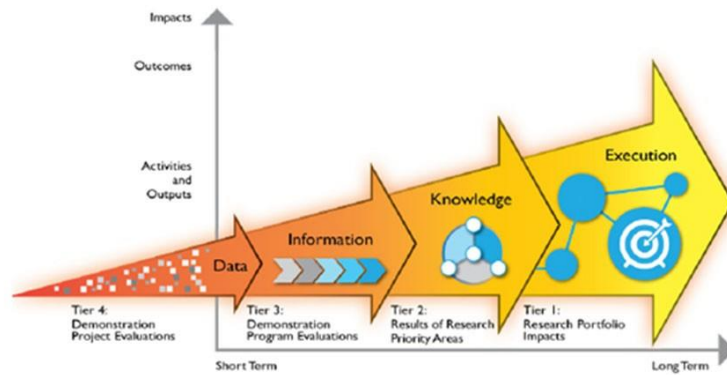 Impacts
Outcomes
Activities
and
Outputs
Data
Information
Knowledge
Execution
Tier 4:
Demonstration
Project Evaluations
Tier 3:
Demonstration
Program Evaluations
Tier 2:
Results of Research
Priority Areas
Tier 1:
Research Portfolio
Impacts
Short Term
Long Term